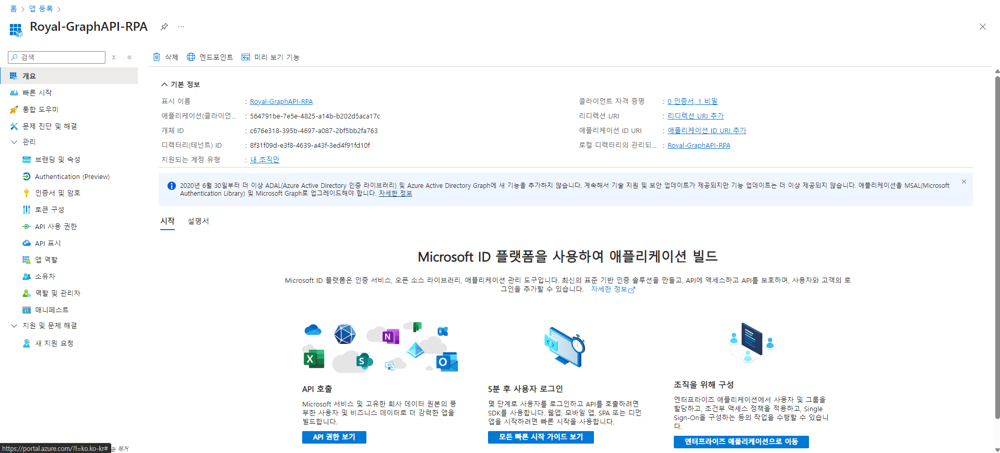 홈 > 앱 등록 >
Royal-GraphAPI-RPA
검색
삭제 엔드포인트 미리 보기 기능
개요
빠른 시작
통합 도우미
문제 진단 및 해결
관리
브랜딩 및 속성
Authentication (Preview)
인증서 및 암호
토큰 구성
API 사용 권한
API 표시
앱 역할
소유자
역할 및 관리자
매니페스트
지원 및 문제 해결
새 지원 요청
기본 정보
표시 이름 : Royal-GraphAPI-RPA
애플리케이션(클라이언... : 564791be-7e5e-4825-a14b-b202d5aca17c
개체 ID : c676e318-395b-4697-a087-2bf5bb2fa763
디렉터리(테넌트) ID : 8f31f09d-e3f8-4639-a43f-3ed4f91fd10f
지원되는 계정 유형 : 내 조직만
클라이언트 자격 증명 : 0 인증서, 1 비밀
리디렉션 URI : 리디렉션 URI 추가
애플리케이션 ID URI : 애플리케이션 ID URI 추가
로컬 디렉터리의 관리되... : Royal-GraphAPI-RPA
2020년 6월 30일부터 더 이상 ADAL(Azure Active Directory 인증 라이브러리) 및 Azure Active Directory Graph에 새 기능을 추가하지 않습니다. 계속해서 기술 지원 및 보안 업데이트가 제공되지만 기능 업데이트는 더 이상 제공되지 않습니다. 애플리케이션을 MSAL(Microsoft
Authentication Library) 및 Microsoft Graph로 업그레이드해야 합니다. 자세한 정보
시작 설명서
Microsoft ID 플랫폼을 사용하여 애플리케이션 빌드
Microsoft ID 플랫폼은 인증 서비스, 오픈 소스 라이브러리, 애플리케이션 관리 도구입니다. 최신의 표준 기반 인증 솔루션을 만들고, API에 액세스하고 API를 보호하며, 사용자와 고객의 로
그인을 추가할 수 있습니다. 자세한 정보
N
E
X
S
O
API 호출
Microsoft 서비스 및 고유한 회사 데이터 원본의 풍
부한 사용자 및 비즈니스 데이터로 더 강력한 앱을
빌드합니다.
API 권한 보기
5분 후 사용자 로그인
몇 단계로 사용자를 로그인하고 API를 호출하려면
SDK를 사용합니다. 웹앱, 모바일 앱, SPA 또는 디먼
앱을 시작하려면 빠른 시작을 사용합니다.
모든 빠른 시작 가이드 보기
조직을 위해 구성
엔터프라이즈 애플리케이션에서 사용자 및 그룹을
할당하고, 조건부 액세스 정책을 적용하고, Single
Sign-On을 구성하는 등의 작업을 수행할 수 있습니
다.
엔터프라이즈 애플리케이션으로 이동
https://portal.azure.com/?l=ko.ko-kr# 는 제거